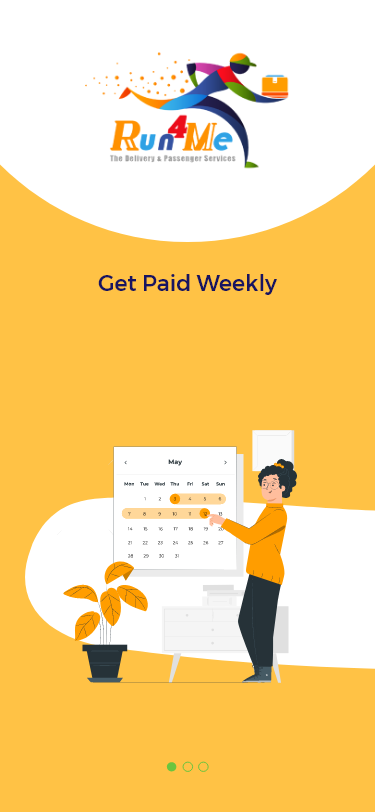 Run4Me
The Delivery & Passenger Services
Get Paid Weekly
‹ May ›
Mon Tue Wed Thu Fri Sat Sun
1 2 3 4 5 6
7 8 9 10 11 12 13
14 15 16 17 18 19 20
21 22 23 24 25 26 27
28 29 30 31